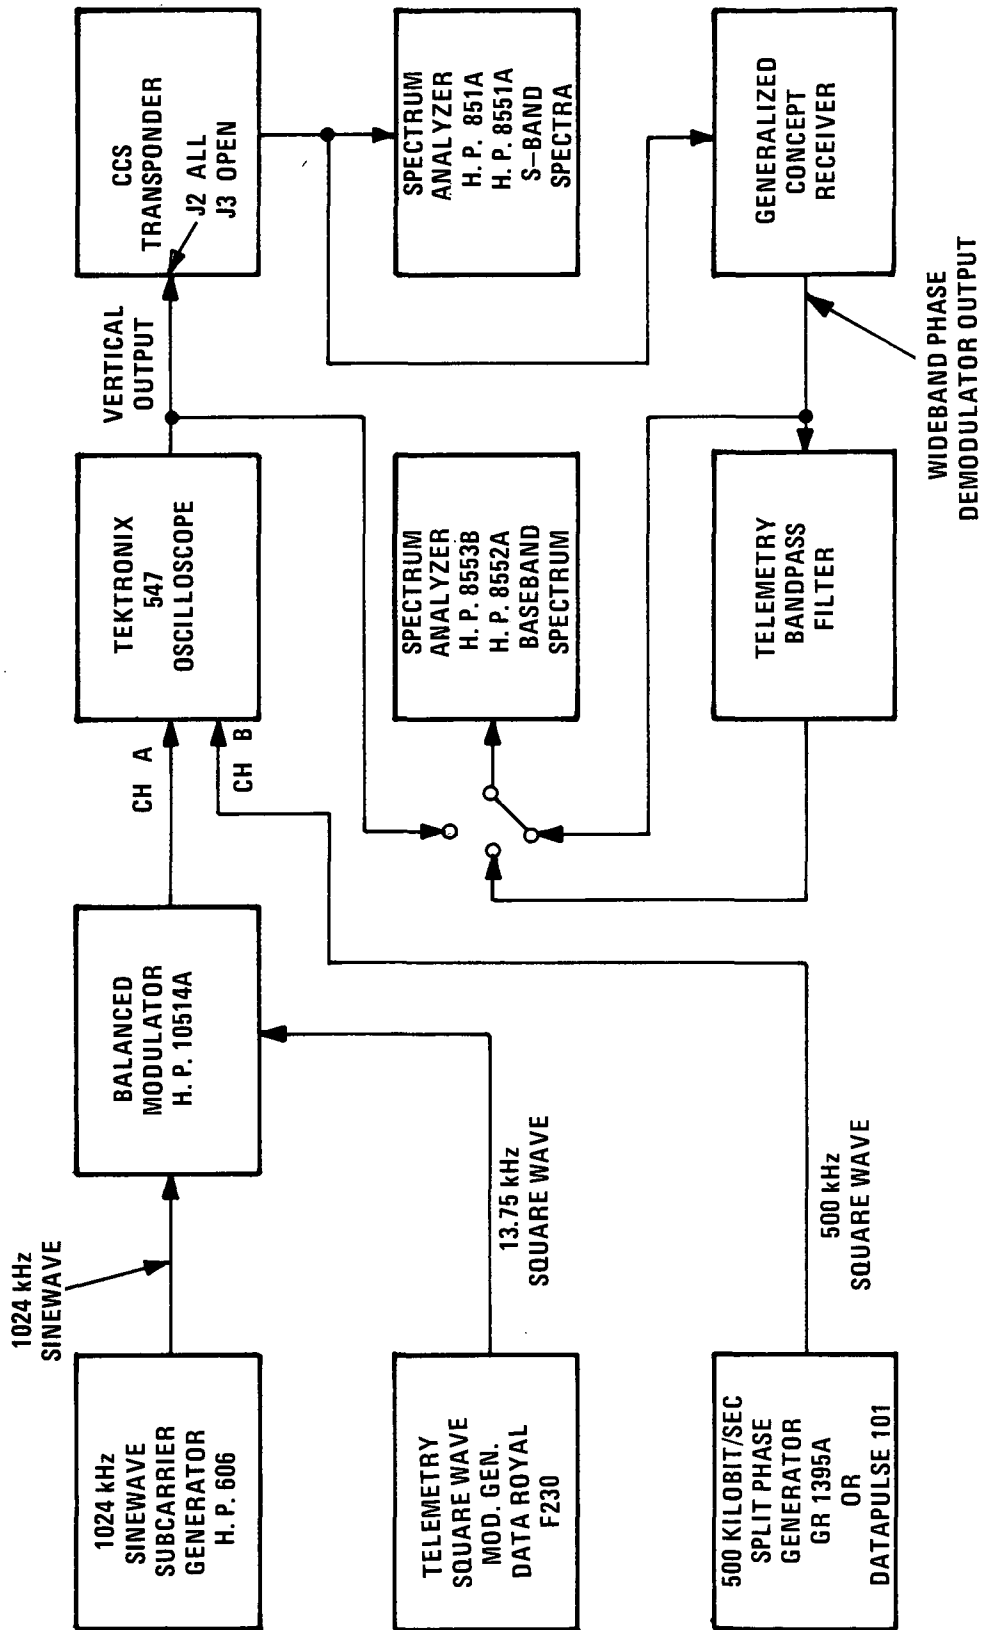 1024 kHz
SINEWAVE
SUBCARRIER
GENERATOR
H. P. 606
1024 kHz
SINEWAVE
BALANCED
MODULATOR
H. P. 10514A
CH A
CH B
TEKTRONIX
547
OSCILLOSCOPE
VERTICAL
OUTPUT
CCS
TRANSPONDER
J2 ALL
J3 OPEN
TELEMETRY
SQUARE WAVE
MOD. GEN.
DATA ROYAL
F230
13.75 kHz
SQUARE WAVE
SPECTRUM
ANALYZER
H. P. 8553B
H. P. 8552A
BASEBAND
SPECTRUM
SPECTRUM
ANALYZER
H. P. 851A
H. P. 8551A
S-BAND
SPECTRA
500 KILOBIT/SEC
SPLIT PHASE
GENERATOR
GR 1395A
OR
DATAPULSE 101
500 kHz
SQUARE WAVE
TELEMETRY
BANDPASS
FILTER
GENERALIZED
CONCEPT
RECEIVER
WIDEBAND PHASE
DEMODULATOR OUTPUT